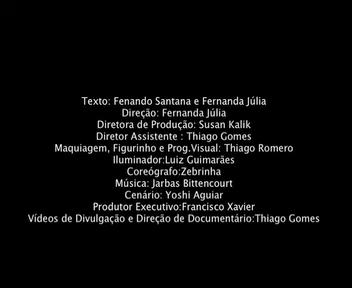 Texto: Fenando Santana e Fernanda Júlia
Direção: Fernanda Júlia
Diretora de Produção: Susan Kalik
Diretor Assistente : Thiago Gomes
Maquiagem, Figurinho e Prog.Visual: Thiago Romero
Iluminador:Luiz Guimarães
Coreógrafo:Zebrinha
Música: Jarbas Bittencourt
Cenário: Yoshi Aguiar
Produtor Executivo:Francisco Xavier
Vídeos de Divulgação e Direção de Documentário:Thiago Gomes